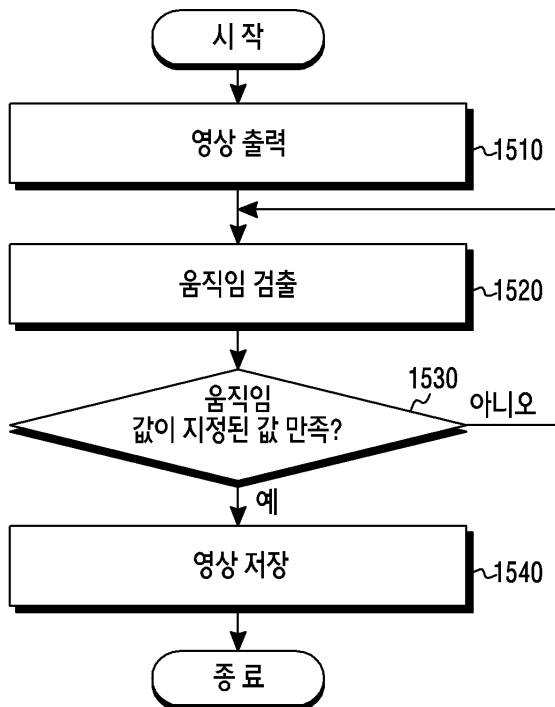 시 작
영상 출력
1510
움직임 검출
1520
1530
움직임
값이 지정된 값 만족?
아니오
예
영상 저장
1540
종 료